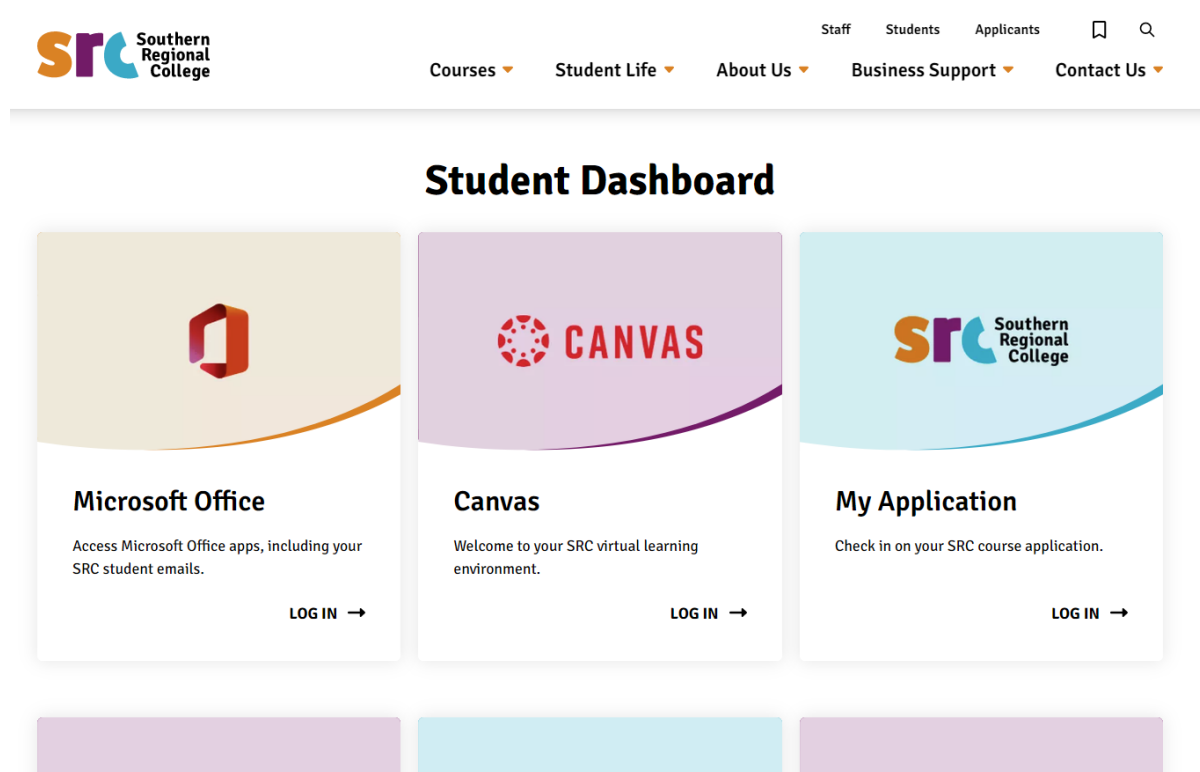 src Southern
Regional
College
Staff Students Applicants
Courses Student Life About Us Business Support Contact Us
Student Dashboard
CANVAS
src Southern
Regional
College
Microsoft Office
Access Microsoft Office apps, including your
SRC student emails.
LOG IN
Canvas
Welcome to your SRC virtual learning
environment.
LOG IN
My Application
Check in on your SRC course application.
LOG IN